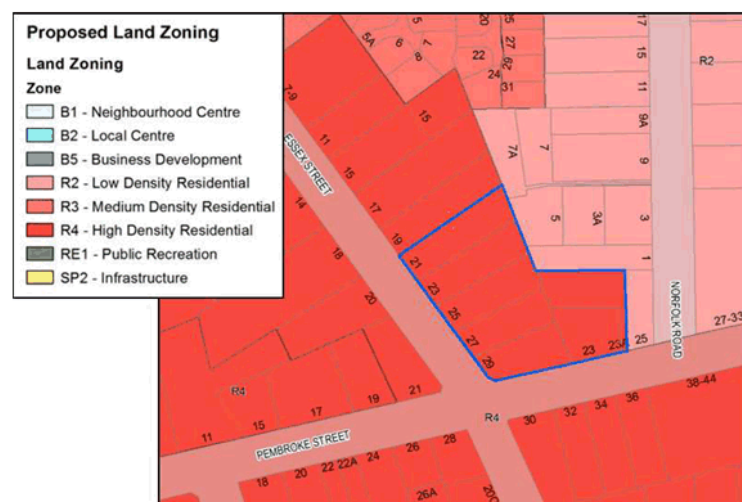 Proposed Land Zoning
Land Zoning
Zone
B1 - Neighbourhood Centre
B2 - Local Centre
B5 - Business Development
R2 - Low Density Residential
R3 - Medium Density Residential
R4 - High Density Residential
RE1 - Public Recreation
SP2 - Infrastructure
5A
6
8
7
5
20
22
24
25
27
29
31
17
15
11
9A
9
R2
7-9
11
15
17
19
15
7A
7
5
3A
3
1
ESSEX STREET
14
18
20
21
23
25
27
29
23
23A
25
NORFOLK ROAD
27-33
R4
11
15
17
19
21
R4
PEMBROKE STREET
18
20
22
22A
24
26
28
30
32
34
36
38-44
26A
20C